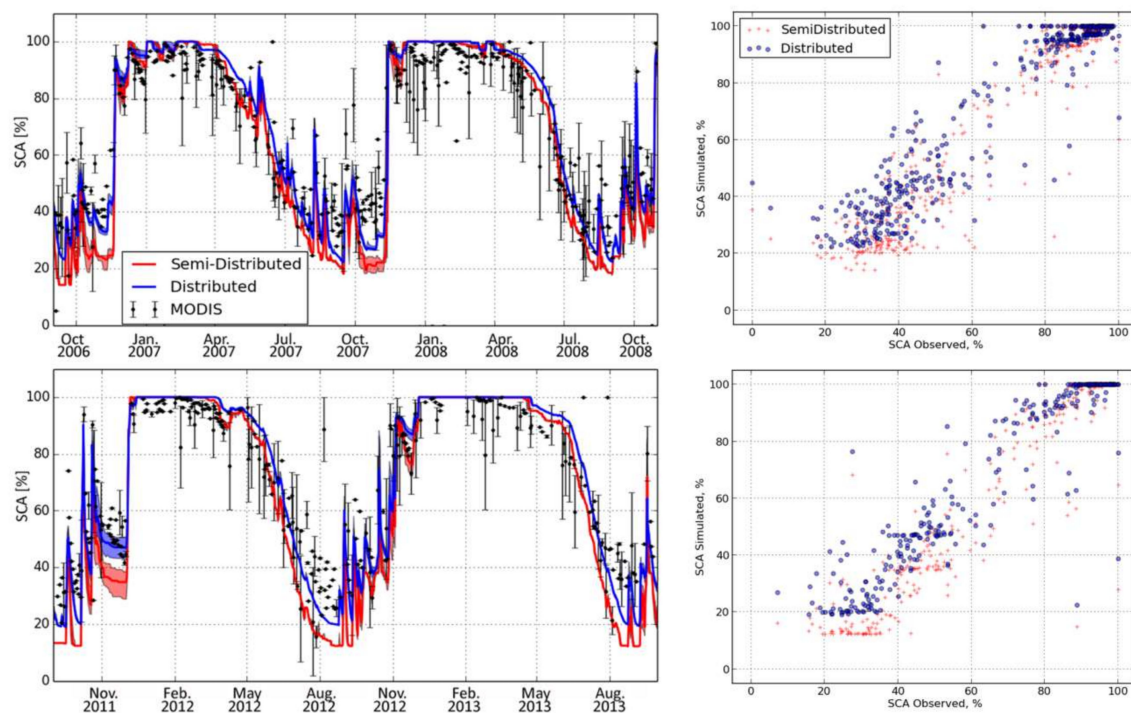 100
80
60
40
20
0
SCA [%]
Semi-Distributed
Distributed
MODIS
Oct
2006
Jan.
2007
Apr.
2007
Jul.
2007
Oct.
2007
Jan.
2008
Apr.
2008
Jul.
2008
Oct.
2008
SemiDistributed
Distributed
100
80
60
40
20
0
SCA Simulated, %
0 20 40 60 80 100
SCA Observed, %
100
80
60
40
20
0
SCA [%]
Nov.
2011
Feb.
2012
May
2012
Aug.
2012
Nov.
2012
Feb.
2013
May
2013
Aug.
2013
100
80
60
40
20
0
SCA Simulated, %
0 20 40 60 80 100
SCA Observed, %